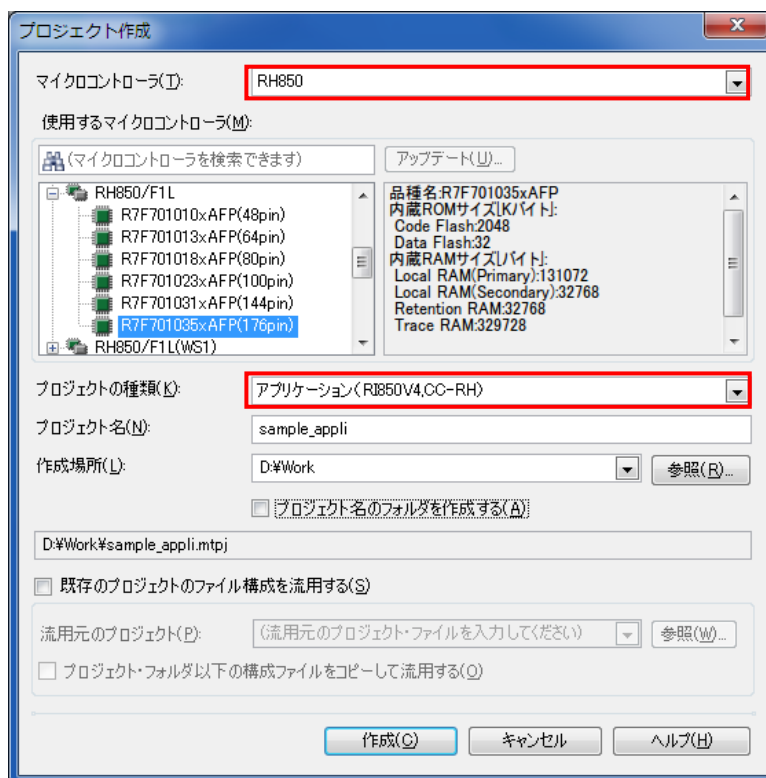 プロジェクト作成
マイクロコントローラ(T):
RH850
使用するマイクロコントローラ(M):
(マイクロコントローラを検索できます)
アップデート(U)...
RH850/F1L
R7F701010xAFP(48pin)
R7F701013xAFP(64pin)
R7F701018xAFP(80pin)
R7F701023xAFP(100pin)
R7F701031xAFP(144pin)
R7F701035xAFP(176pin)
RH850/F1L(WS1)
品種名:R7F701035xAFP
内蔵ROMサイズ[Kバイト]:
Code Flash:2048
Data Flash:32
内蔵RAMサイズ[バイト]:
Local RAM(Primary):131072
Local RAM(Secondary):32768
Retention RAM:32768
Trace RAM:329728
プロジェクトの種類(K):
アプリケーション(RI850V4,CC-RH)
プロジェクト名(N):
sample_appli
作成場所(L):
D:¥Work
参照(R)...
プロジェクト名のフォルダを作成する(A)
D:¥Work¥sample_appli.mtpj
既存のプロジェクトのファイル構成を流用する(S)
流用元のプロジェクト(P):
(流用元のプロジェクト・ファイルを入力してください)
参照(W)...
プロジェクト・フォルダ以下の構成ファイルをコピーして流用する(O)
作成(C)
キャンセル
ヘルプ(H)